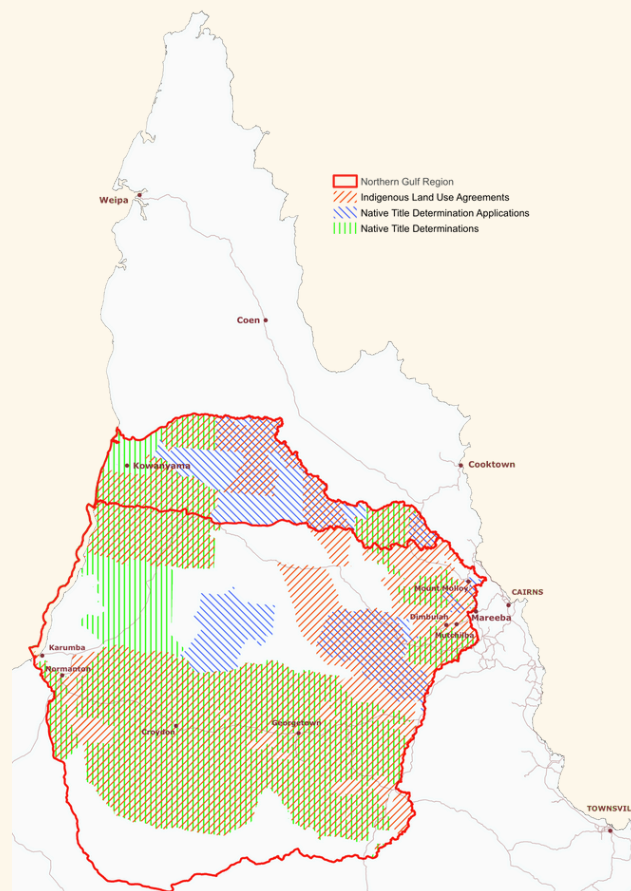 Northern Gulf Region
Indigenous Land Use Agreements
Native Title Determination Applications
Native Title Determinations
Weipa
Coen
Kowanyama
Cooktown
Mount Molloy
CAIRNS
Dimbulah
Mareeba
Mutchilba
Karumba
Normanton
Croydon
Georgetown
TOWNSVIL